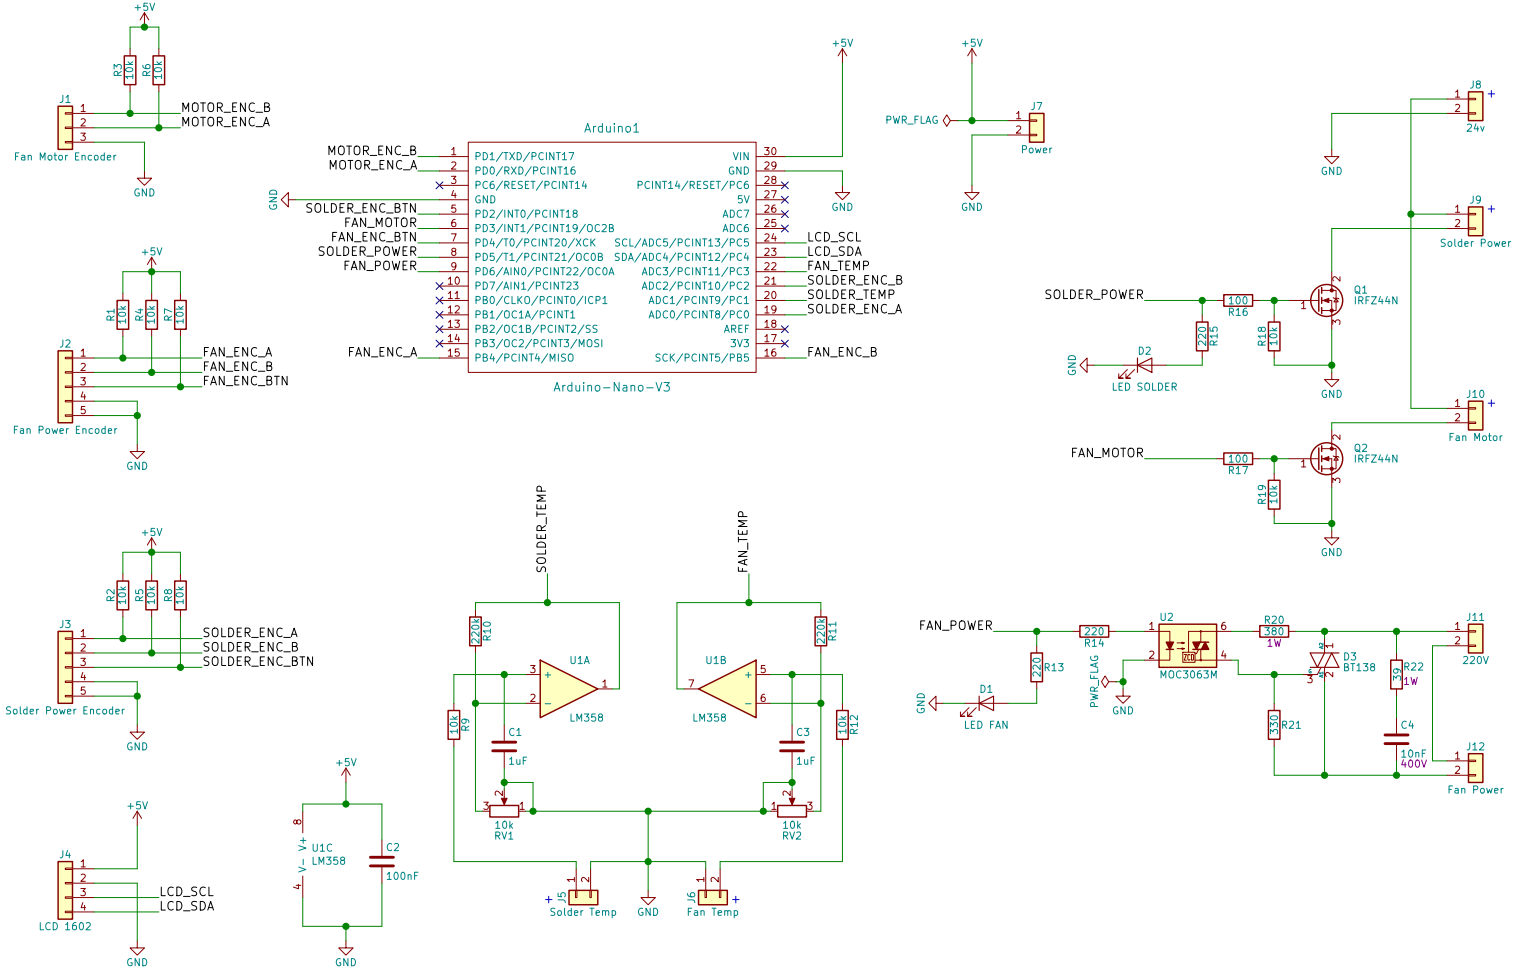 +5V
R3
10k
R6
10k
J1
1
2
3
MOTOR_ENC_B
MOTOR_ENC_A
Fan Motor Encoder
GND
+5V
R1
10k
R4
10k
R7
10k
J2
1
2
3
4
5
FAN_ENC_A
FAN_ENC_B
FAN_ENC_BTN
Fan Power Encoder
GND
+5V
R2
10k
R5
10k
R8
10k
J3
1
2
3
4
5
SOLDER_ENC_A
SOLDER_ENC_B
SOLDER_ENC_BTN
Solder Power Encoder
GND
+5V
J4
1
2
3
4
LCD_SCL
LCD_SDA
LCD 1602
GND
Arduino1
MOTOR_ENC_B 1 PD1/TXD/PCINT17
MOTOR_ENC_A 2 PD0/RXD/PCINT16
3 PC6/RESET/PCINT14
GND 4 GND
SOLDER_ENC_BTN 5 PD2/INT0/PCINT18
FAN_MOTOR 6 PD3/INT1/PCINT19/OC2B
FAN_ENC_BTN 7 PD4/T0/PCINT20/XCK
SOLDER_POWER 8 PD5/T1/PCINT21/OC0B
FAN_POWER 9 PD6/AIN0/PCINT22/OC0A
10 PD7/AIN1/PCINT23
11 PB0/CLKO/PCINT0/ICP1
12 PB1/OC1A/PCINT1
13 PB2/OC1B/PCINT2/SS
14 PB3/OC2/PCINT3/MOSI
FAN_ENC_A 15 PB4/PCINT4/MISO
VIN 30
GND 29
PCINT14/RESET/PC6 28
5V 27
ADC7 26
ADC6 25
SCL/ADC5/PCINT13/PC5 24 LCD_SCL
SDA/ADC4/PCINT12/PC4 23 LCD_SDA
ADC3/PCINT11/PC3 22 FAN_TEMP
ADC2/PCINT10/PC2 21 SOLDER_ENC_B
ADC1/PCINT9/PC1 20 SOLDER_TEMP
ADC0/PCINT8/PC0 19 SOLDER_ENC_A
AREF 18
3V3 17
SCK/PCINT5/PB5 16 FAN_ENC_B
Arduino-Nano-V3
+5V
GND
+5V
PWR_FLAG
J7
1
2
Power
GND
J8
1
2
+
24v
GND
J9
1
2
+
Solder Power
SOLDER_POWER
100
R16
220
R15
R18
10k
1
2
3
Q1
IRFZ44N
GND
D2
LED SOLDER
GND
J10
1
2
+
Fan Motor
FAN_MOTOR
100
R17
R19
10k
1
2
3
Q2
IRFZ44N
GND
SOLDER_TEMP
220k
R10
U1A
3
+
2
−
1
LM358
10k
R9
C1
1uF
2
3
1
10k
RV1
FAN_TEMP
220k
R11
U1B
5
+
6
−
7
LM358
10k
R12
C3
1uF
2
1
3
10k
RV2
J5
1
2
+
Solder Temp
GND
J6
1
2
+
Fan Temp
+5V
8
V+
U1C
LM358
V-
4
C2
100nF
GND
FAN_POWER
220
R14
220
R13
D1
LED FAN
GND
PWR_FLAG
GND
U2
1
2
6
4
ZCD
MOC3063M
R20
380
1W
D3
BT138
1
2
3
330
R21
R22
39
1W
C4
10nF
400V
J11
1
2
220V
J12
1
2
Fan Power